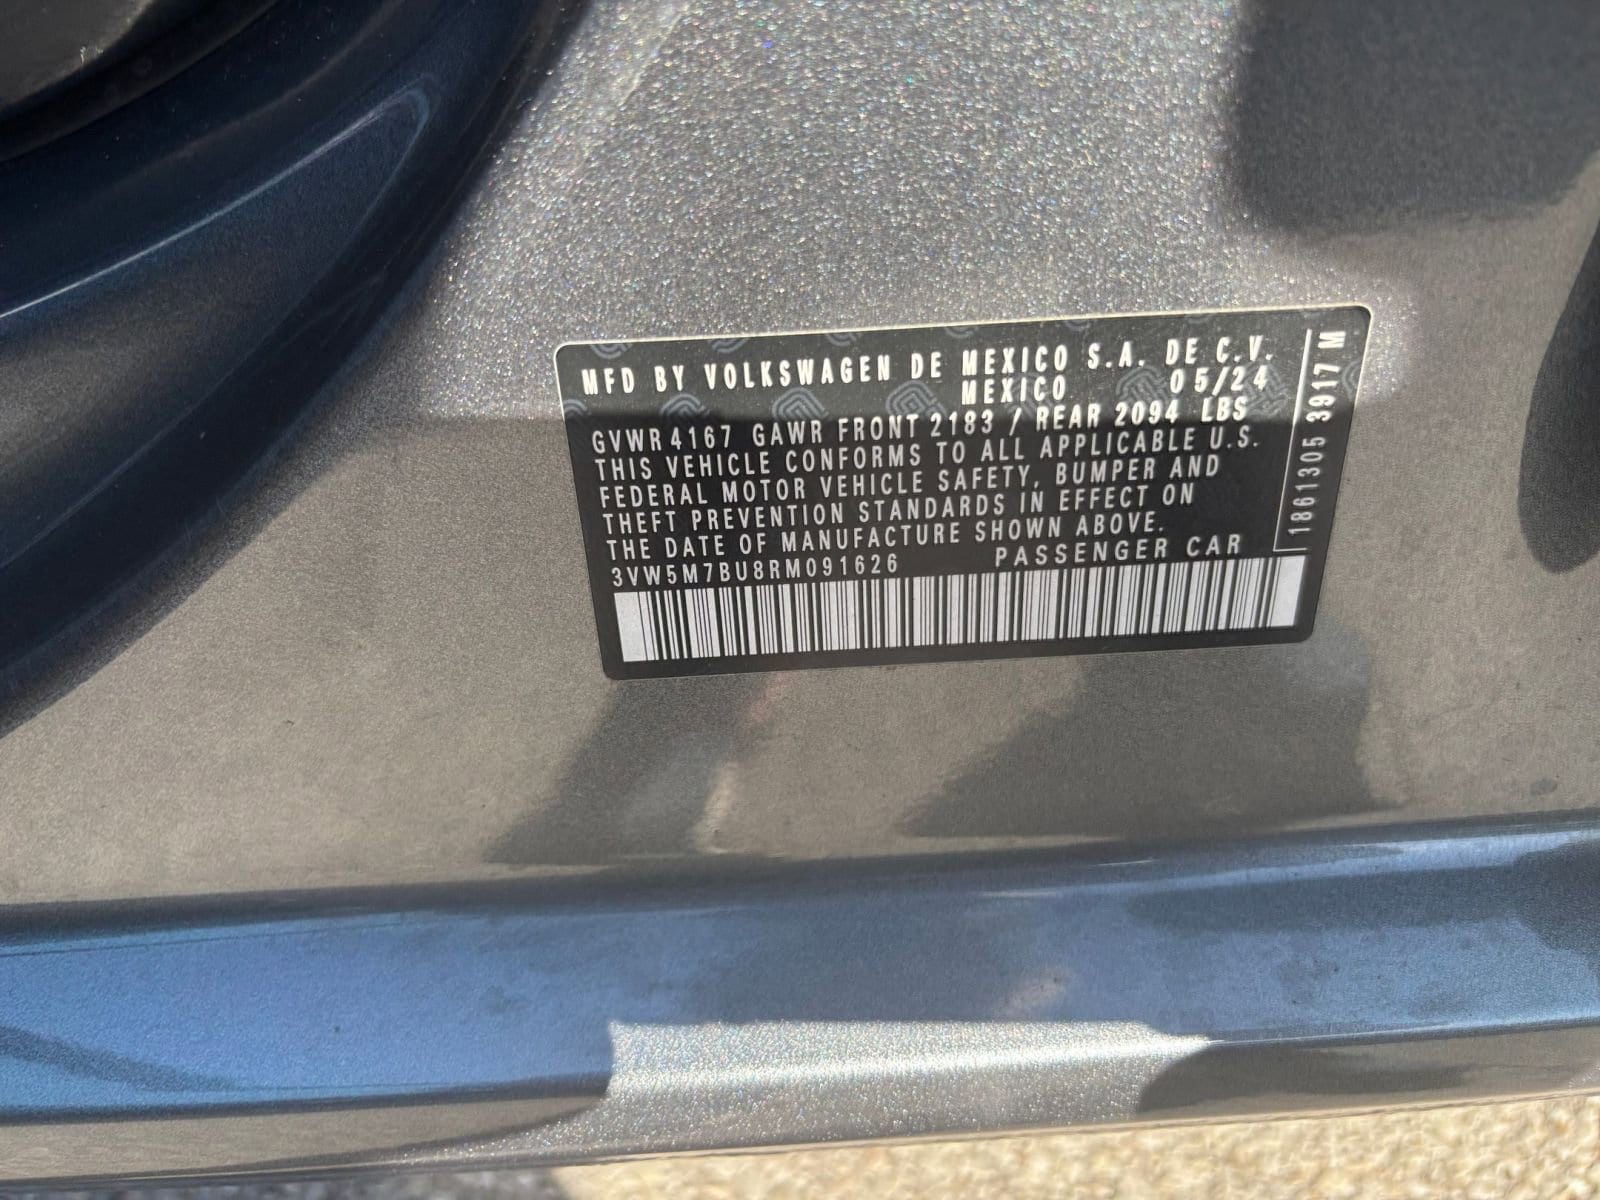 MFD BY VOLKSWAGEN DE MEXICO S.A. DE C.V.
MEXICO 05/24
GVWR 4167 GAWR FRONT 2183 / REAR 2094 LBS
THIS VEHICLE CONFORMS TO ALL APPLICABLE U.S.
FEDERAL MOTOR VEHICLE SAFETY, BUMPER AND
THEFT PREVENTION STANDARDS IN EFFECT ON
THE DATE OF MANUFACTURE SHOWN ABOVE.
3VW5M7BU8RM091626 PASSENGER CAR
1861305 3917 M